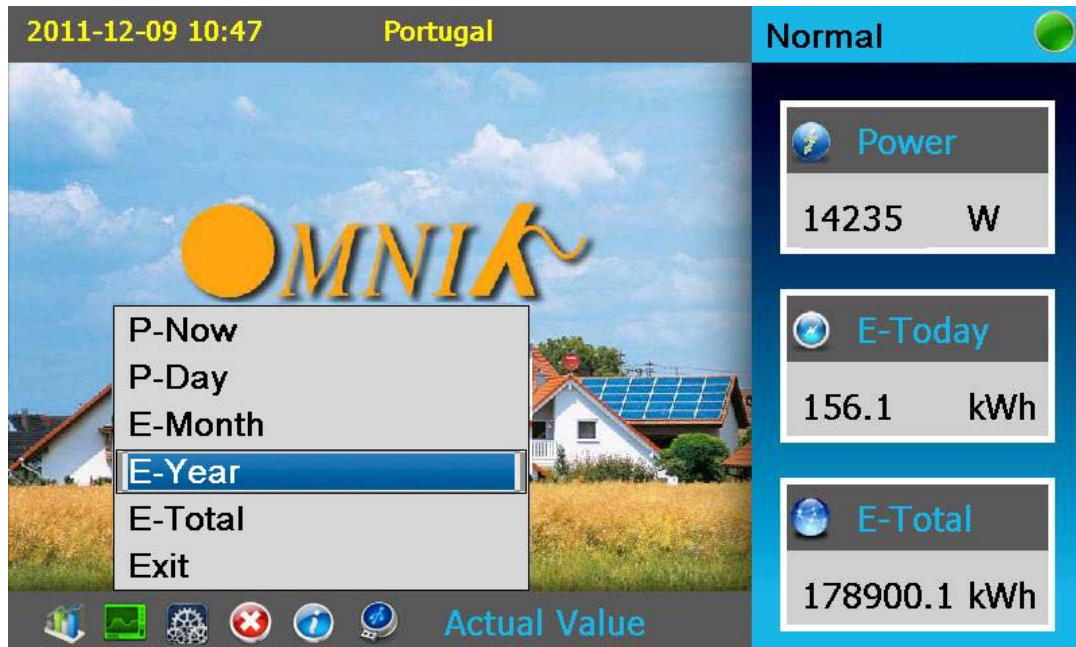 2011-12-09 10:47 Portugal
Normal
OMNIK
P-Now
P-Day
E-Month
E-Year
E-Total
Exit
Actual Value
Power
14235 W
E-Today
156.1 kWh
E-Total
178900.1 kWh